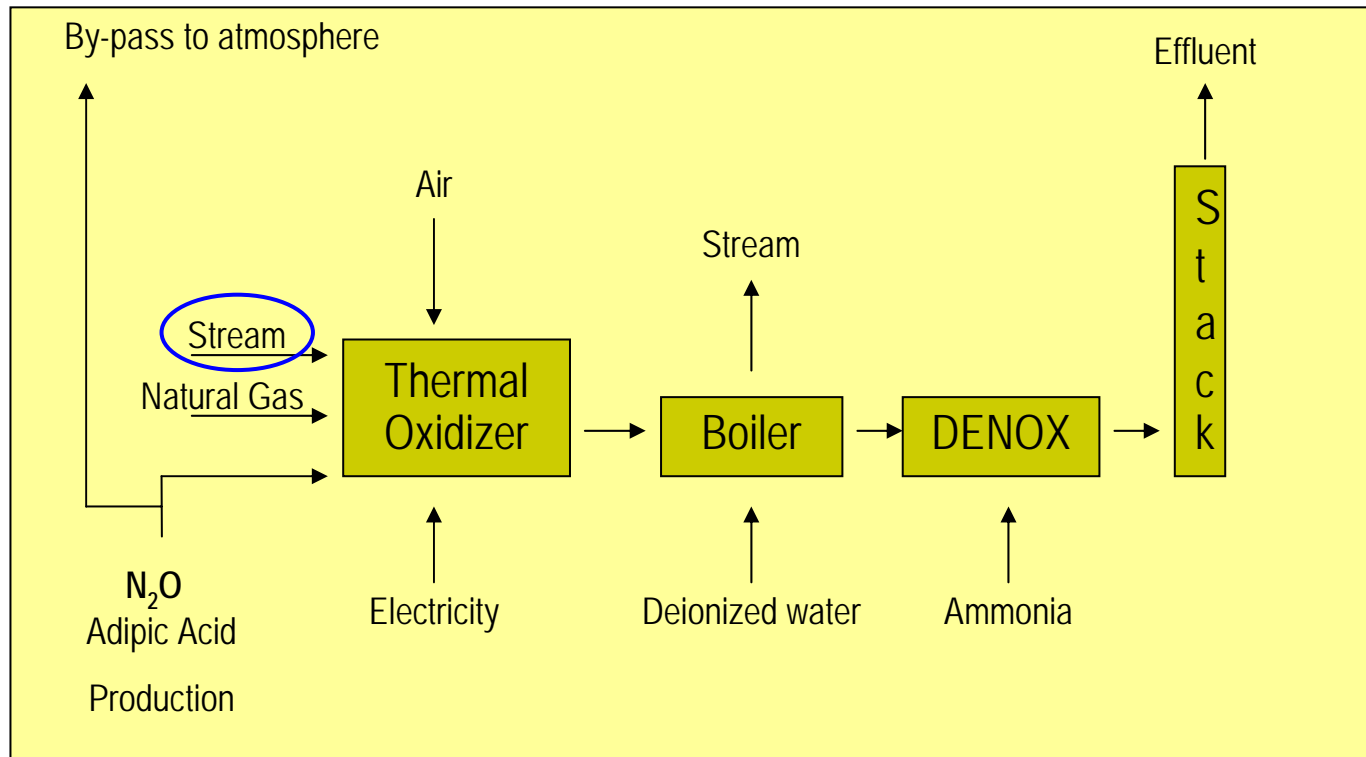 By-pass to atmosphere
Effluent
Air
Stream
Stream
Natural Gas
Thermal
Oxidizer
Boiler
DENOX
Stack
N₂O
Adipic Acid
Production
Electricity
Deionized water
Ammonia